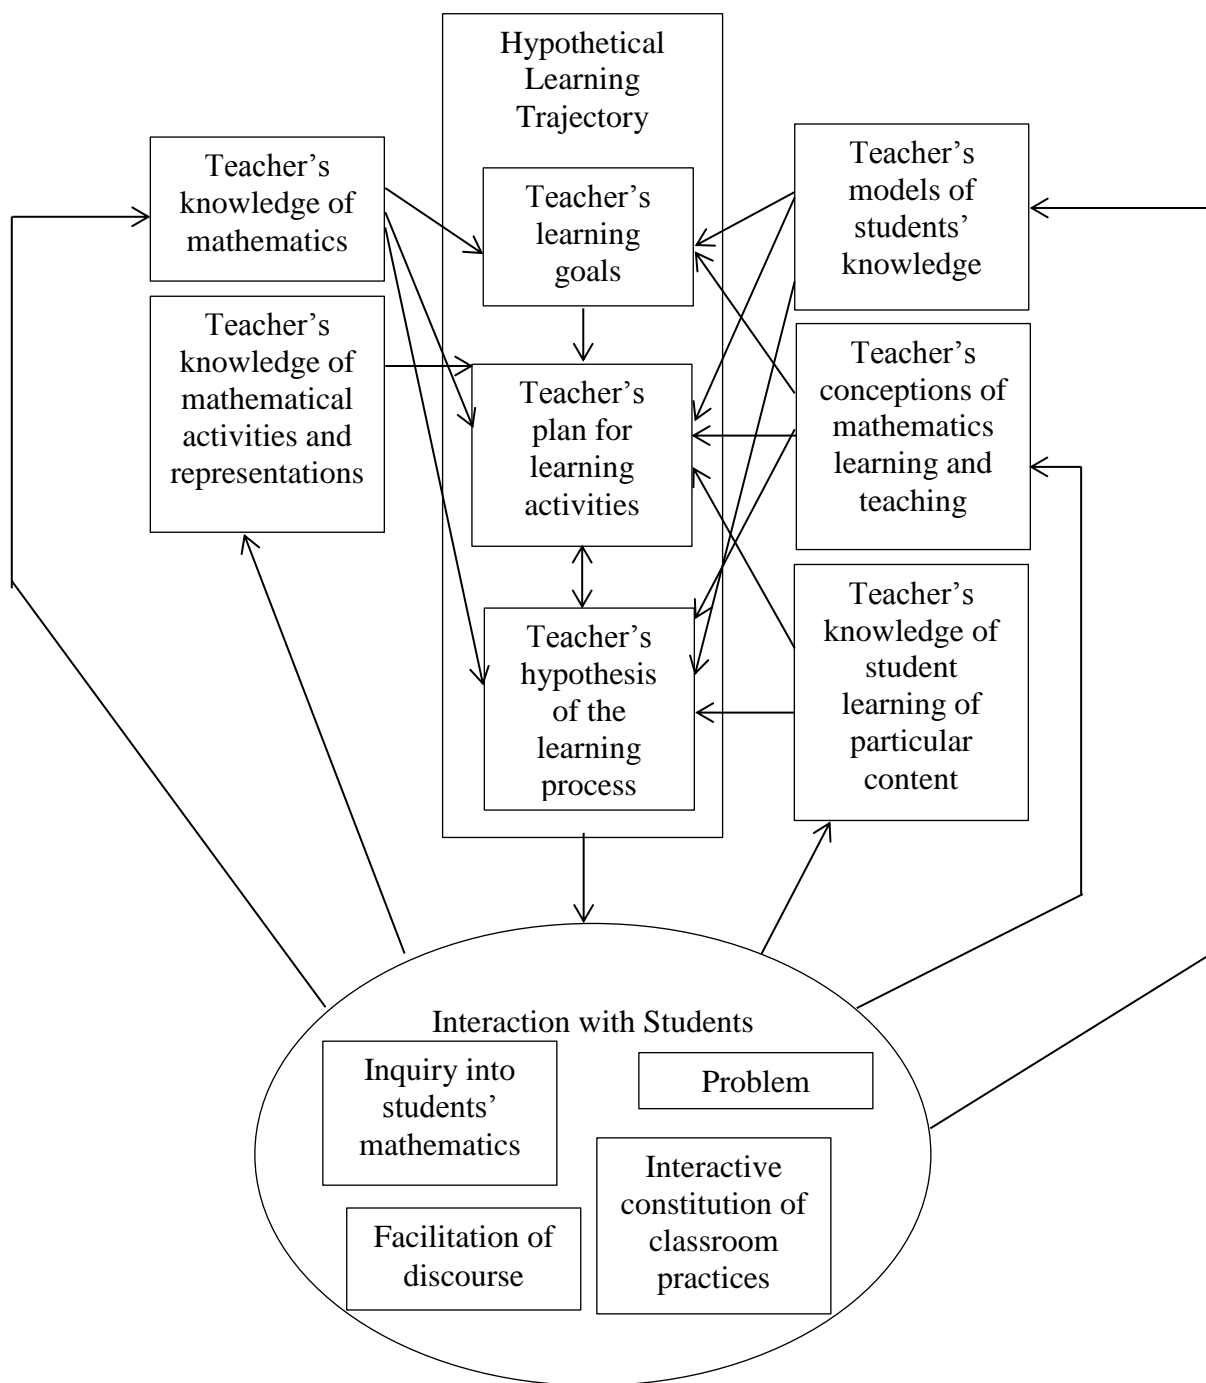 Hypothetical
Learning
Trajectory
Teacher’s
knowledge of
mathematics
Teacher’s
learning
goals
Teacher’s
models of
students’
knowledge
Teacher’s
knowledge of
mathematical
activities and
representations
Teacher’s
plan for
learning
activities
Teacher’s
conceptions of
mathematics
learning and
teaching
Teacher’s
hypothesis
of the
learning
process
Teacher’s
knowledge of
student
learning of
particular
content
Interaction with Students
Inquiry into
students’
mathematics
Problem
Facilitation of
discourse
Interactive
constitution of
classroom
practices